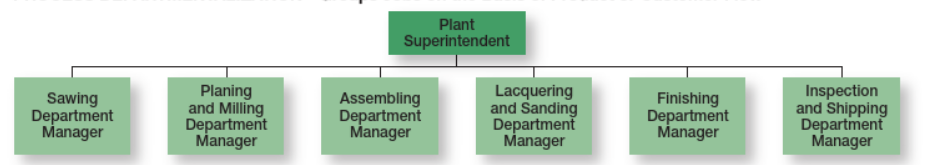 Plant
Superintendent
Sawing
Department
Manager
Planing
and Milling
Department
Manager
Assembling
Department
Manager
Lacquering
and Sanding
Department
Manager
Finishing
Department
Manager
Inspection
and Shipping
Department
Manager